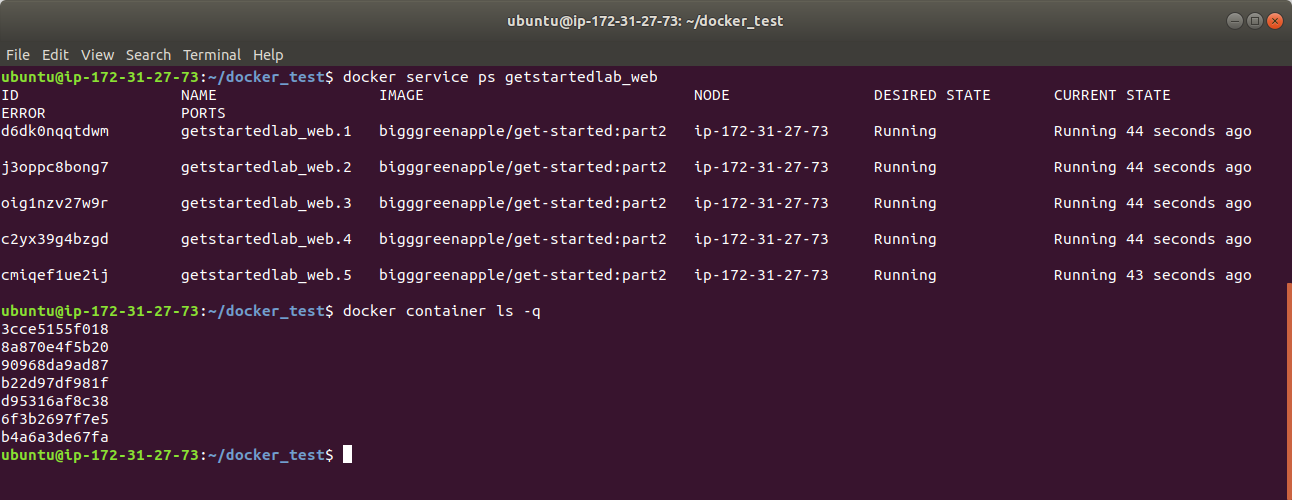 ubuntu@ip-172-31-27-73: ~/docker_test
File Edit View Search Terminal Help
ubuntu@ip-172-31-27-73:~/docker_test$ docker service ps getstartedlab_web
ID NAME IMAGE NODE DESIRED STATE CURRENT STATE
ERROR PORTS
d6dk0nqqtdwm getstartedlab_web.1 bigggreenapple/get-started:part2 ip-172-31-27-73 Running Running 44 seconds ago
j3oppc8bong7 getstartedlab_web.2 bigggreenapple/get-started:part2 ip-172-31-27-73 Running Running 44 seconds ago
oig1nzv27w9r getstartedlab_web.3 bigggreenapple/get-started:part2 ip-172-31-27-73 Running Running 44 seconds ago
c2yx39g4bzgd getstartedlab_web.4 bigggreenapple/get-started:part2 ip-172-31-27-73 Running Running 44 seconds ago
cmiqef1ue2ij getstartedlab_web.5 bigggreenapple/get-started:part2 ip-172-31-27-73 Running Running 43 seconds ago
ubuntu@ip-172-31-27-73:~/docker_test$ docker container ls -q
3cce5155f018
8a870e4f5b20
90968da9ad87
b22d97df981f
d95316af8c38
6f3b2697f7e5
b4a6a3de67fa
ubuntu@ip-172-31-27-73:~/docker_test$